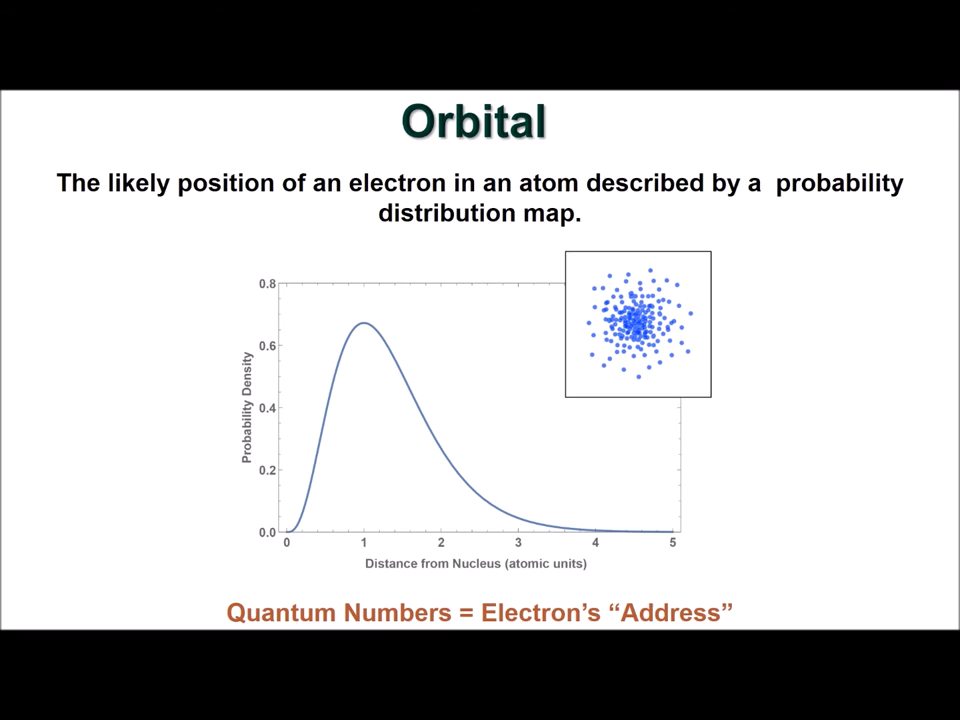 Orbital
The likely position of an electron in an atom described by a  probability
distribution map.
0.8
0.6
0.4
0.2
0.0
Probability Density
0 1 2 3 4 5
Distance from Nucleus (atomic units)
Quantum Numbers = Electron’s “Address”